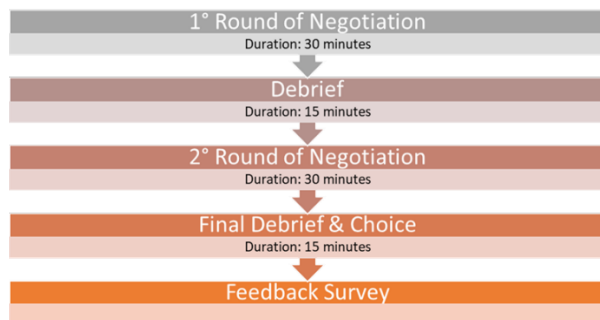 1° Round of Negotiation
Duration: 30 minutes
Debrief
Duration: 15 minutes
2° Round of Negotiation
Duration: 30 minutes
Final Debrief & Choice
Duration: 15 minutes
Feedback Survey